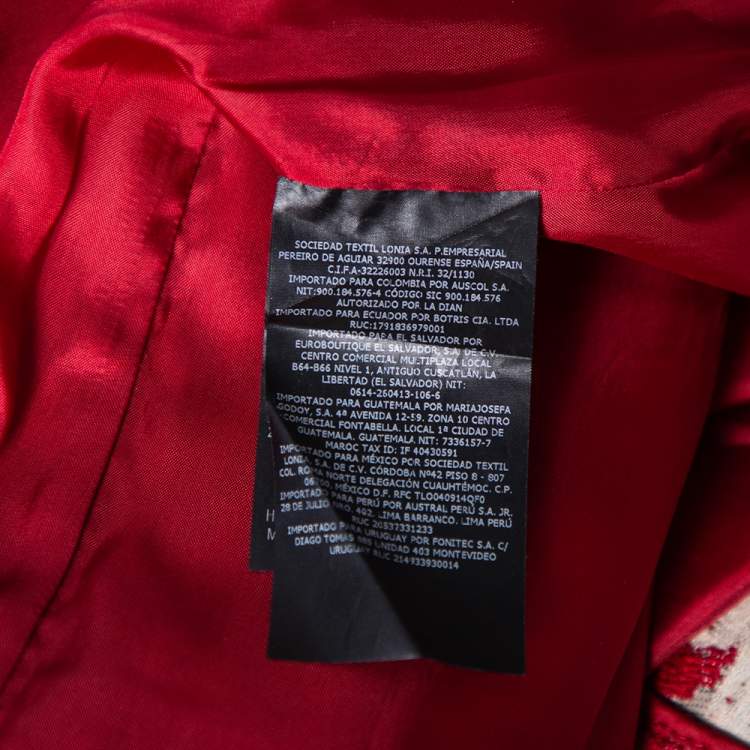 SOCIEDAD TEXTIL LONIA S.A. P.EMPRESARIAL
PEREIRO DE AGUIAR 32900 OURENSE ESPAÑA/SPAIN
C.I.F.A-32226003 N.R.I. 32/1130
IMPORTADO PARA COLOMBIA POR AUSCOL S.A.
NIT:900.184.576-4 CÓDIGO SIC 900.184.576
AUTORIZADO POR LA DIAN
IMPORTADO PARA ECUADOR POR BOTRIS CIA. LTDA
RUC:1791836979001
IMPORTADO PARA EL SALVADOR POR
EUROBOUTIQUE EL SALVADOR, S.A. DE C.V.
CENTRO COMERCIAL MULTIPLAZA LOCAL
B64-B66 NIVEL 1, ANTIGUO CUSCATLÁN, LA
LIBERTAD (EL SALVADOR) NIT:
0614-260413-106-6
IMPORTADO PARA GUATEMALA POR MARIAJOSEFA
GODOY, S.A. 4ª AVENIDA 12-59. ZONA 10 CENTRO
COMERCIAL FONTABELLA. LOCAL 1ª CIUDAD DE
GUATEMALA. GUATEMALA. NIT: 7336157-7
MAROC TAX ID: IF 40430591
IMPORTADO PARA MÉXICO POR SOCIEDAD TEXTIL
LONIA, S.A. DE C.V. CÓRDOBA Nº42 PISO 8 - 807
COL. ROMA NORTE DELEGACIÓN CUAUHTÉMOC. C.P.
06700, MÉXICO D.F. RFC TLO040914QF0
IMPORTADO PARA PERÚ POR AUSTRAL PERÚ S.A. JR.
28 DE JULIO NRO. 462. LIMA BARRANCO. LIMA PERÚ
RUC 20537331233
IMPORTADO PARA URUGUAY POR FONITEC S.A. C/
DIAGO TOMAS UNIDAD 403 MONTEVIDEO
URUGUAY RUC 214933930014
H
M